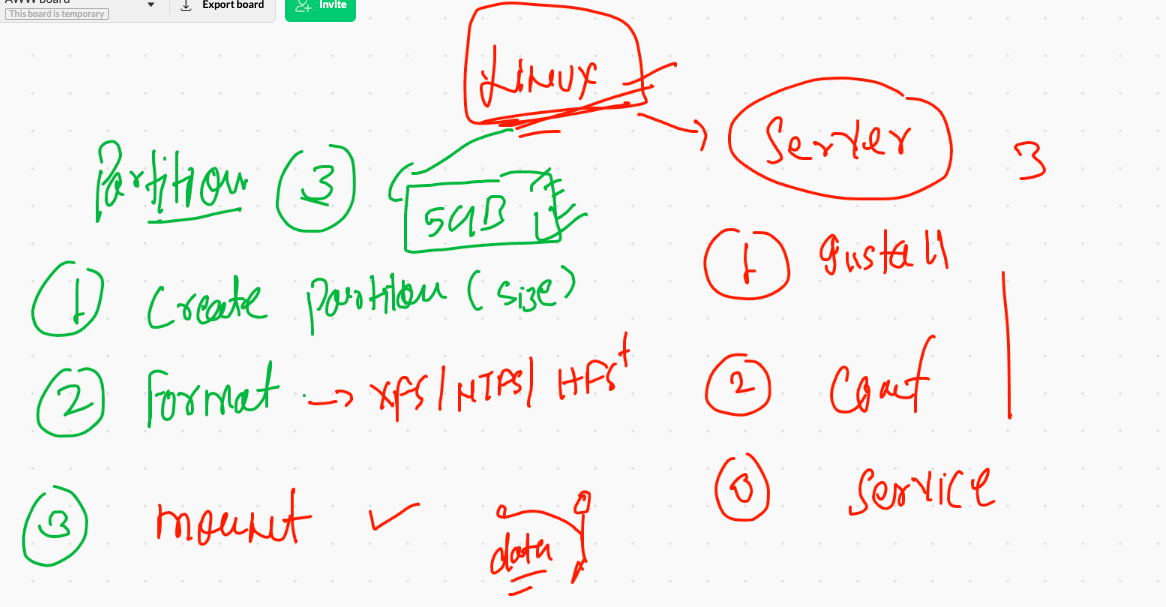 AWW board
This board is temporary
Export board
Invite
Linux
Server
3
Partition 3
5GB
1 Create Partition (size)
2 Format → XFS/NTFS/ HFS+
3 mount ✓
data
1 Install
2 Conf
Service